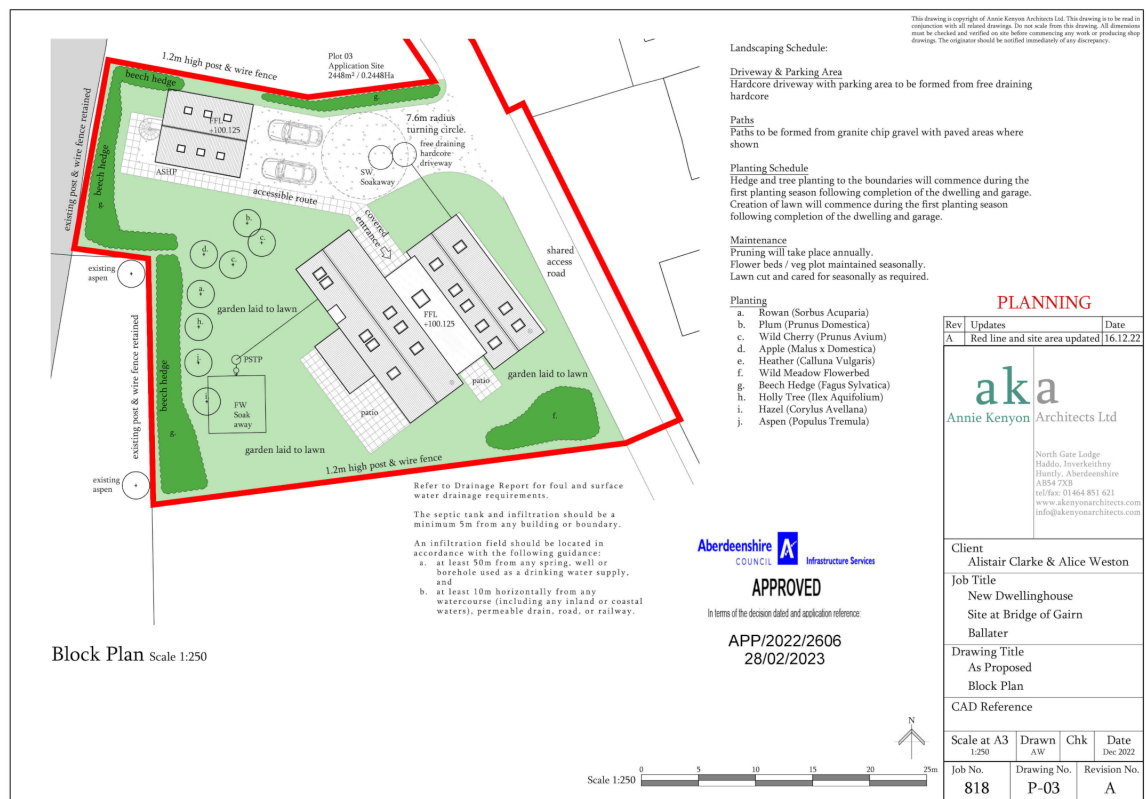 This drawing is copyright of Annie Kenyon Architects Ltd. This drawing is to be read in
conjunction with all related drawings. Do not scale from this drawing. All dimensions
must be checked and verified on site before commencing any work or producing shop
drawings. The originator should be notified immediately of any discrepancy.
1.2m high post & wire fence
Plot 03
Application Site
2448m² / 0.2448Ha
beech hedge
g.
existing post & wire fence retained
beech hedge
g.
FFL
+100.125
ASHP
7.6m radius
turning circle.
free draining
hardcore
driveway
SW
Soakaway
accessible route
covered
entrance
shared
access
road
b.
c.
d.
c.
a.
h.
j.
i.
existing
aspen
garden laid to lawn
FFL
+100.125
PSTP
FW
Soak
away
existing post & wire fence retained
beech hedge
g.
patio
patio
garden laid to lawn
f.
garden laid to lawn
1.2m high post & wire fence
existing
aspen
Refer to Drainage Report for foul and surface
water drainage requirements.
The septic tank and infiltration should be a
minimum 5m from any building or boundary.
An infiltration field should be located in
accordance with the following guidance:
a. at least 50m from any spring, well or
borehole used as a drinking water supply,
and
b. at least 10m horizontally from any
watercourse (including any inland or coastal
waters), permeable drain, road, or railway.
Block Plan Scale 1:250
Landscaping Schedule:
Driveway & Parking Area
Hardcore driveway with parking area to be formed from free draining
hardcore
Paths
Paths to be formed from granite chip gravel with paved areas where
shown
Planting Schedule
Hedge and tree planting to the boundaries will commence during the
first planting season following completion of the dwelling and garage.
Creation of lawn will commence during the first planting season
following completion of the dwelling and garage.
Maintenance
Pruning will take place annually.
Flower beds / veg plot maintained seasonally.
Lawn cut and cared for seasonally as required.
Planting
a. Rowan (Sorbus Acuparia)
b. Plum (Prunus Domestica)
c. Wild Cherry (Prunus Avium)
d. Apple (Malus x Domestica)
e. Heather (Calluna Vulgaris)
f. Wild Meadow Flowerbed
g. Beech Hedge (Fagus Sylvatica)
h. Holly Tree (Ilex Aquifolium)
i. Hazel (Corylus Avellana)
j. Aspen (Populus Tremula)
Aberdeenshire
COUNCIL
Infrastructure Services
APPROVED
In terms of the decision dated and application reference:
APP/2022/2606
28/02/2023
N
Scale 1:250
0 5 10 15 20 25m
PLANNING
Rev Updates Date
A Red line and site area updated 16.12.22
aka
Annie Kenyon Architects Ltd
North Gate Lodge
Haddo, Inverkeithny
Huntly, Aberdeenshire
AB54 7XB
tel/fax: 01464 851 621
www.akenyonarchitects.com
info@akenyonarchitects.com
Client
Alistair Clarke & Alice Weston
Job Title
New Dwellinghouse
Site at Bridge of Gairn
Ballater
Drawing Title
As Proposed
Block Plan
CAD Reference
Scale at A3 Drawn Chk Date
1:250 AW Dec 2022
Job No. Drawing No. Revision No.
818 P-03 A